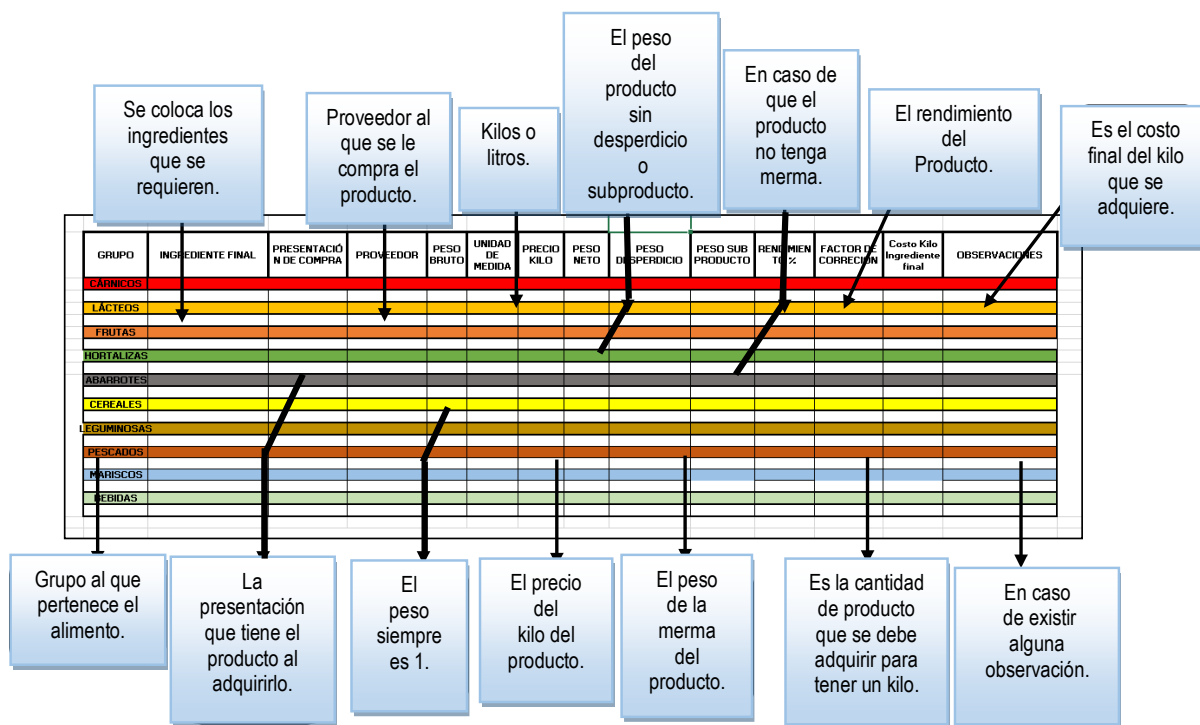 Se coloca los
ingredientes
que se
requieren.
Proveedor al
que se le
compra el
producto.
Kilos o
litros.
El peso
del
producto
sin
desperdicio
o
subproducto.
En caso de
que el
producto
no tenga
merma.
El rendimiento
del
Producto.
Es el costo
final del kilo
que se
adquiere.
GRUPO
INGREDIENTE FINAL
PRESENTACIÓ
N DE COMPRA
PROVEEDOR
PESO
BRUTO
UNIDAD
DE
MEDIDA
PRECIO
KILO
PESO
NETO
PESO
DESPERDICIO
PESO SUB
PRODUCTO
RENDIMIEN
TO %
FACTOR DE
CORRECIÓN
Costo Kilo
Ingrediente
final
OBSERVACIONES
CÁRNICOS
LÁCTEOS
FRUTAS
HORTALIZAS
ABARROTES
CEREALES
LEGUMINOSAS
PESCADOS
MARISCOS
BEBIDAS
Grupo al que
pertenece el
alimento.
La
presentación
que tiene el
producto al
adquirirlo.
El
peso
siempre
es 1.
El precio
del
kilo del
producto.
El peso
de la
merma
del
producto.
Es la cantidad
de producto
que se debe
adquirir para
tener un kilo.
En caso
de existir
alguna
observación.